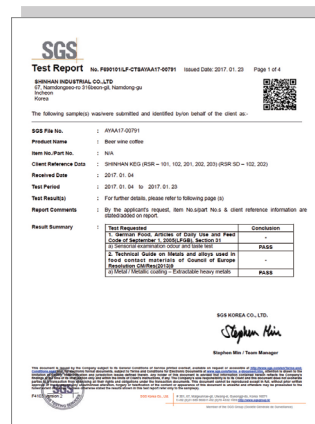 SGS
Test Report No. F690101/LF-CTSAYAA17-00791 Issued Date: 2017. 01. 23 Page 1 of 4
SHINHAN INDUSTRIAL CO.,LTD
57, Namdongseo-ro 316beon-gil, Namdong-gu
Incheon
Korea
The following sample(s) was/were submitted and identified by/on behalf of the client as:-
SGS File No. : AYAA17-00791
Product Name : Beer wine coffee
Item No./Part No. : N/A
Client Reference Data : SHINHAN KEG (RSR – 101, 102, 201, 202, 203) (RSR SD – 102, 202)
Received Date : 2017. 01. 04
Test Period : 2017. 01. 04 to 2017. 01. 23
Test Result(s) : For further details, please refer to following page (s)
Report Comments : By the applicant's request, item No.s/part No.s & client reference information are
stated/added on report.
Result Summary : Test Requested Conclusion
1. German Food, Articles of Daily Use and Feed
Code of September 1, 2005(LFGB), Section 31 -
a) Sensorial examination odour and taste test PASS
2. Technical Guide on Metals and alloys used in
food contact materials of Council of Europe
Resolution CM/Res(2013)9 -
a) Metal / Metallic coating – Extractable heavy metals PASS
SGS KOREA CO., LTD.
Stephen Min
Stephen Min / Team Manager